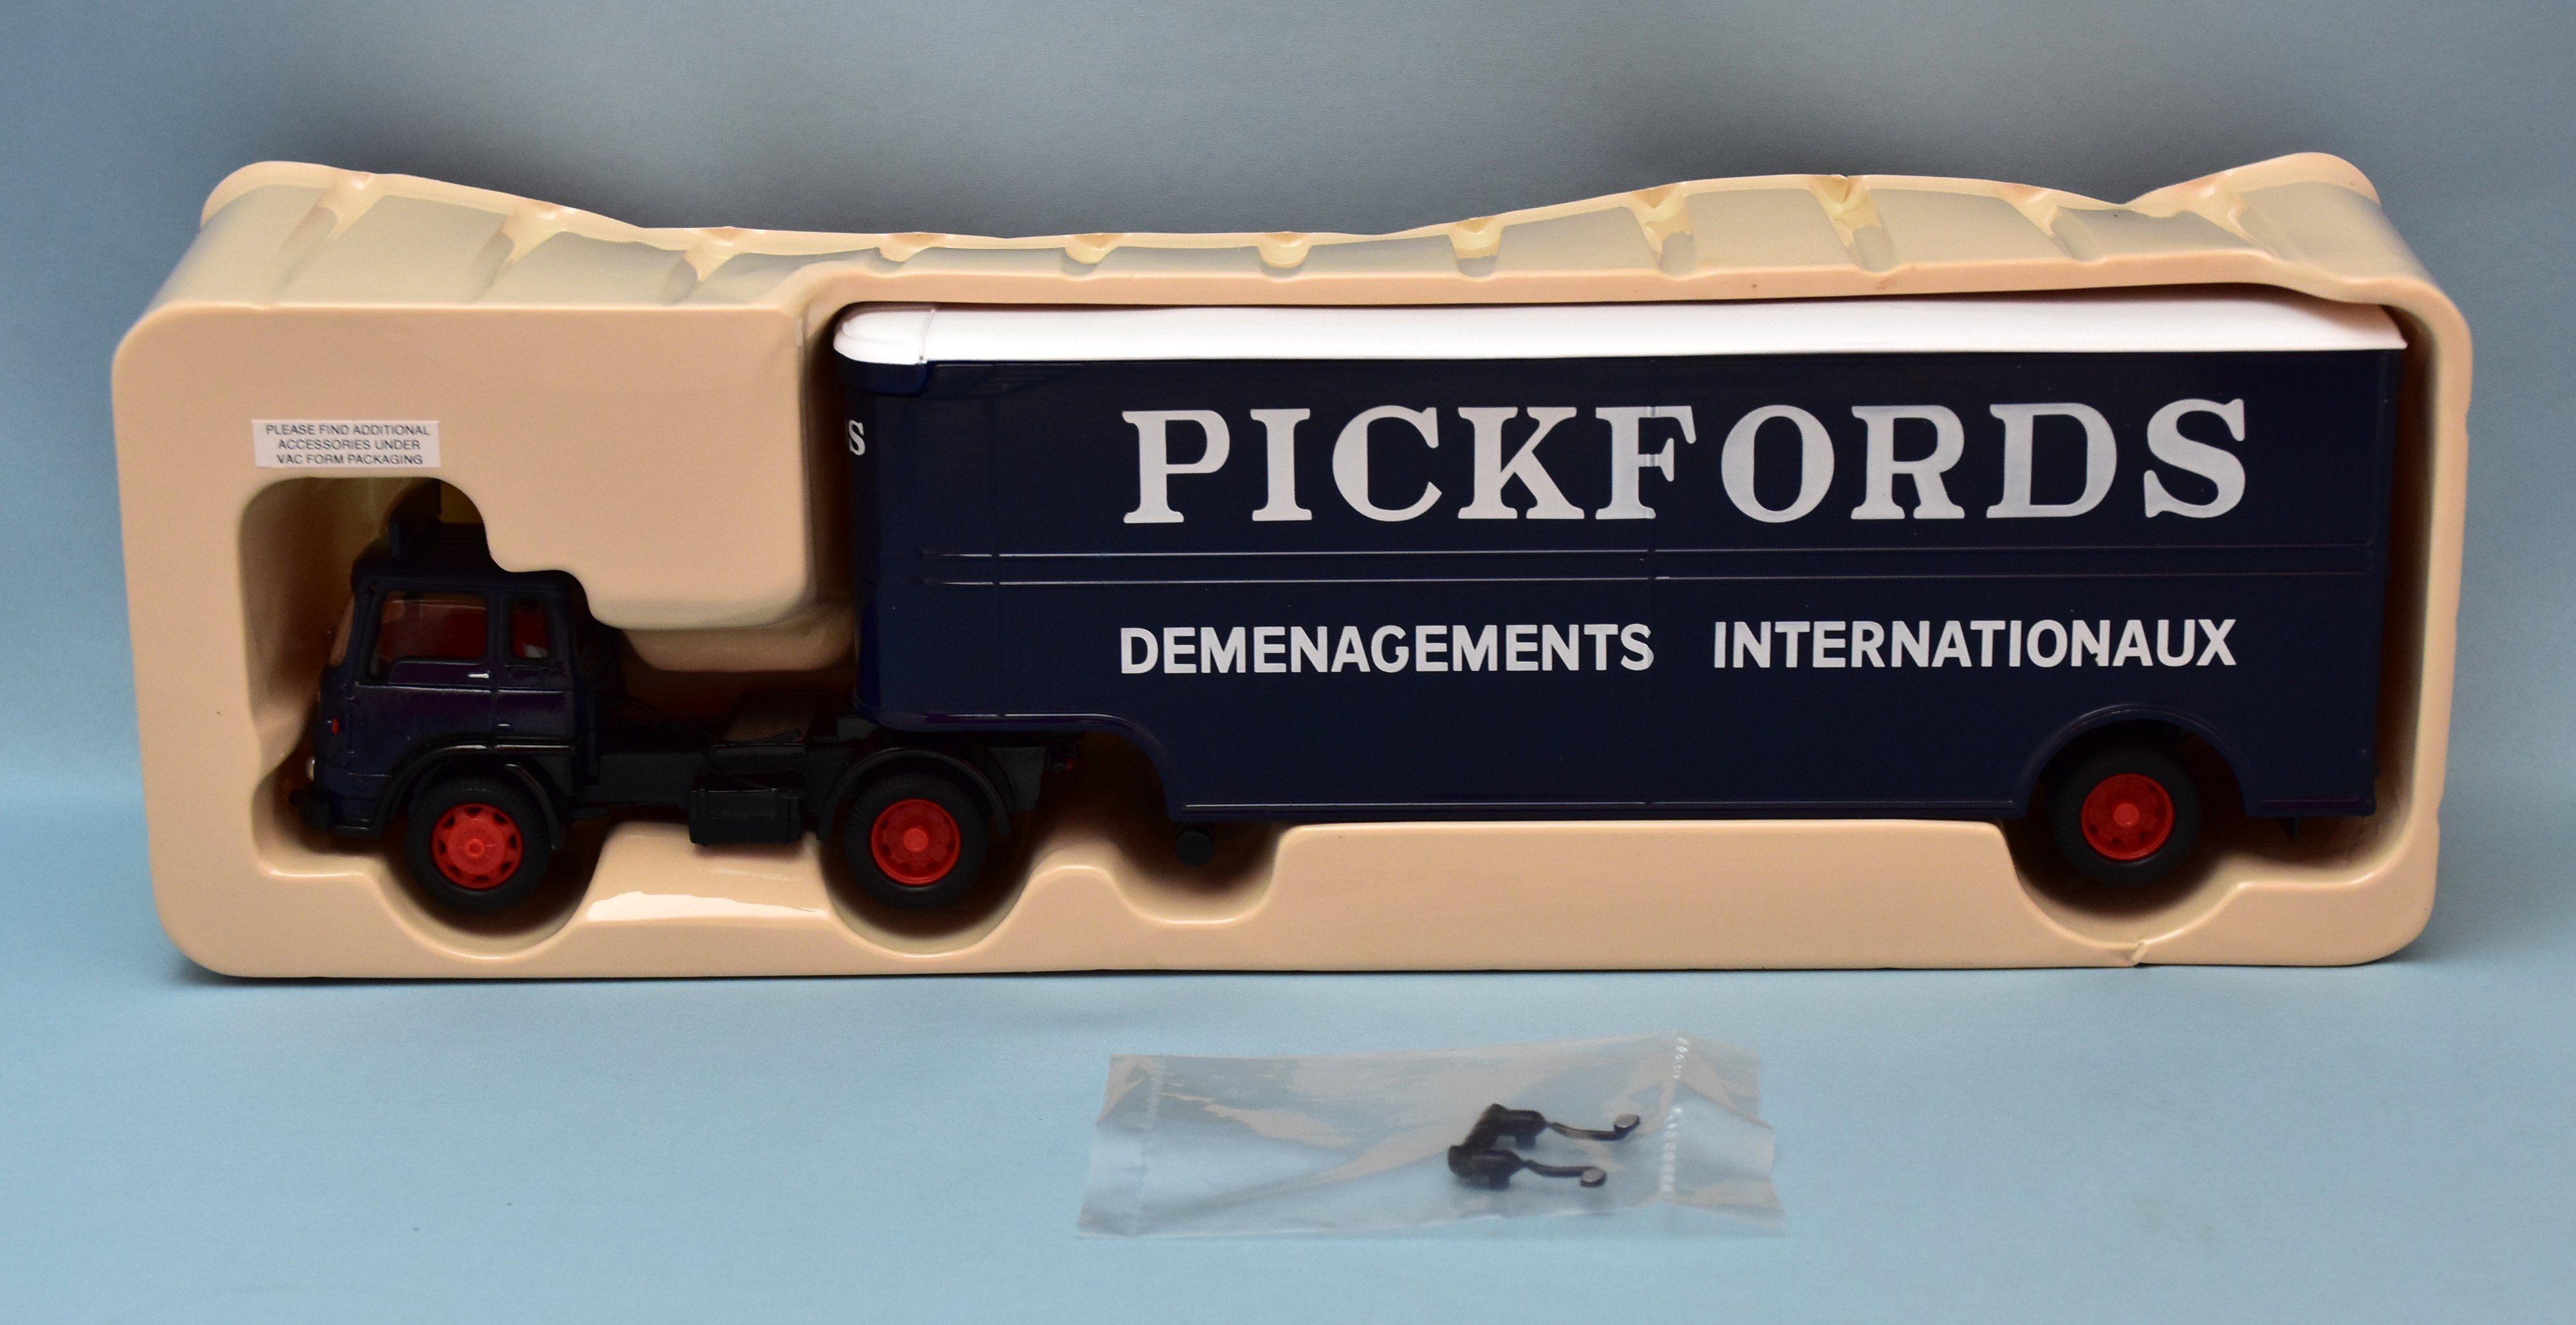 PLEASE FIND ADDITIONAL
ACCESSORIES UNDER
VAC FORM PACKAGING
S
PICKFORDS
DEMENAGEMENTS INTERNATIONAUX